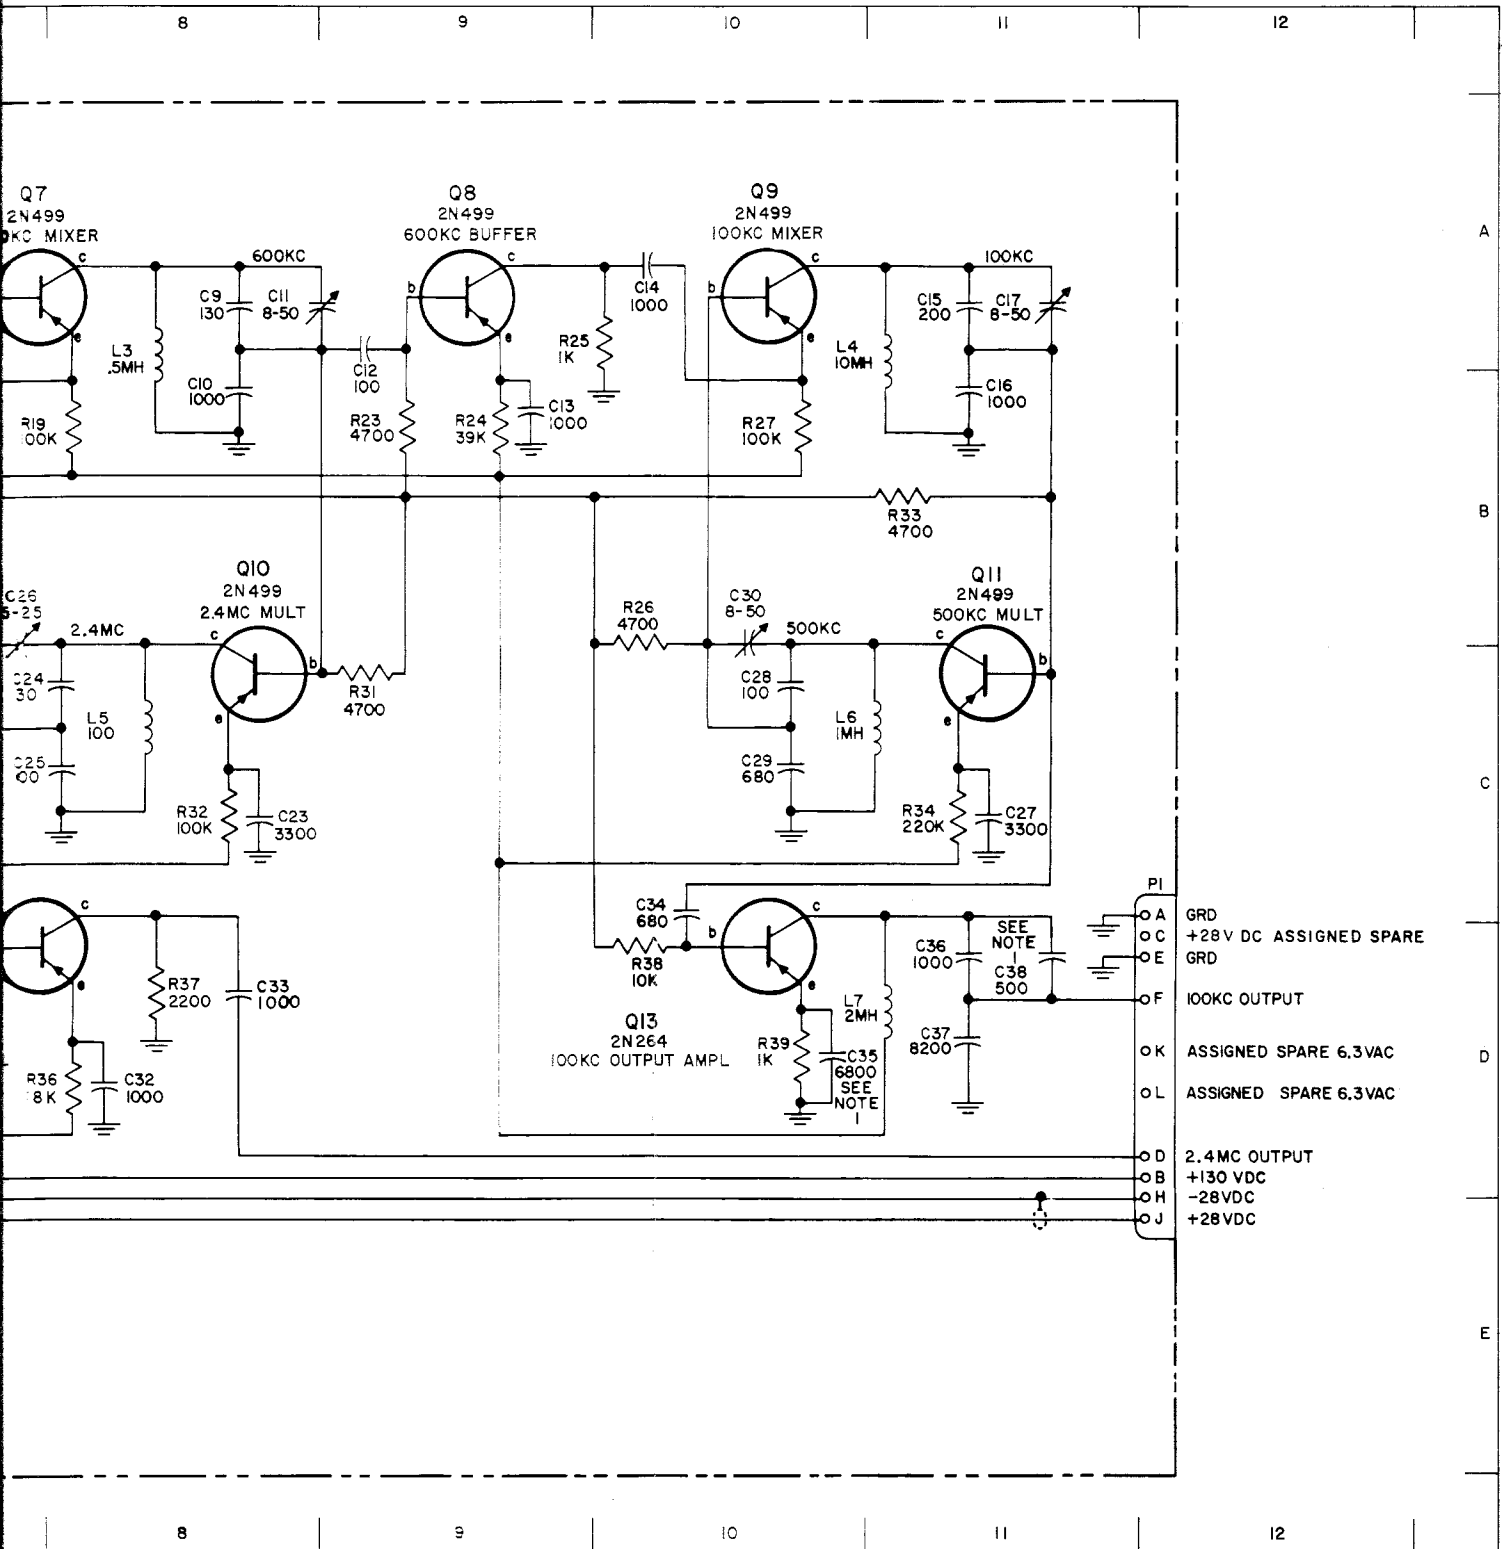 8 9 10 11 12
A
B
C
D
E
Q7
2N499
KC MIXER
c
e
600KC
C9
130
C11
8-50
L3
.5MH
C10
1000
R19
100K
C12
100
R23
4700
Q8
2N499
600KC BUFFER
b
c
e
R24
39K
C13
1000
R25
1K
C14
1000
Q9
2N499
100KC MIXER
b
c
e
R27
100K
100KC
L4
10MH
C15
200
C17
8-50
C16
1000
R33
4700
C26
5-25
2.4MC
C24
30
L5
100
C25
Q10
2N499
2.4MC MULT
c
b
e
R31
4700
R32
100K
C23
3300
R26
4700
C30
8-50
500KC
C28
100
L6
1MH
C29
680
Q11
2N499
500KC MULT
c
b
e
R34
220K
C27
3300
c
e
R37
2200
C33
1000
R36
C32
1000
C34
680
b
c
e
R38
10K
Q13
2N264
100KC OUTPUT AMPL
R39
1K
C35
6800
SEE
NOTE
1
L7
2MH
C36
1000
SEE
NOTE
1
C38
500
C37
8200
P1
A GRD
C +28V DC ASSIGNED SPARE
E GRD
F 100KC OUTPUT
K ASSIGNED SPARE 6.3VAC
L ASSIGNED SPARE 6.3VAC
D 2.4MC OUTPUT
B +130 VDC
H -28VDC
J +28VDC
8 9 10 11 12